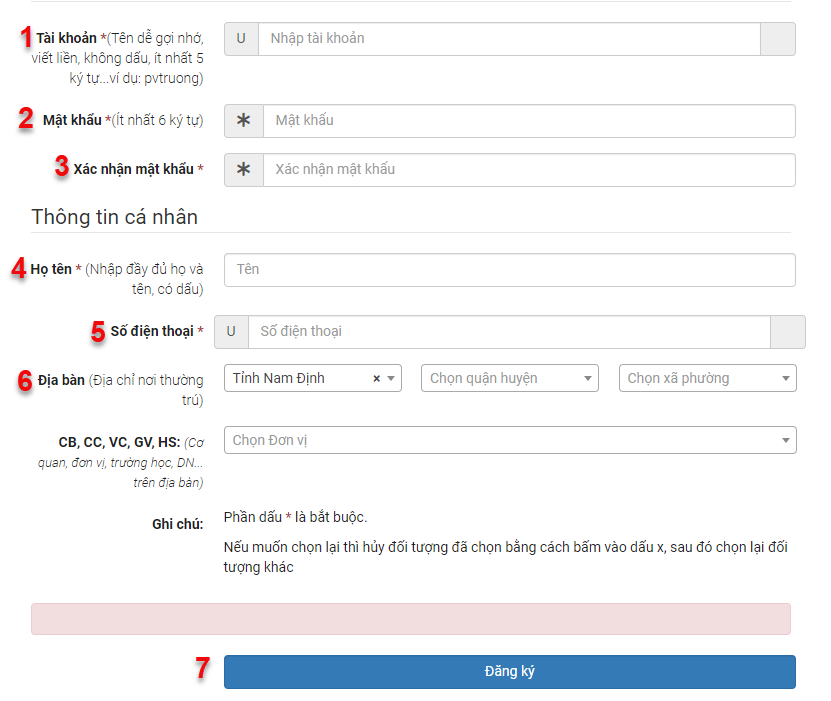 1 Tài khoản *(Tên dễ gợi nhớ,
viết liền, không dấu, ít nhất 5
ký tự...ví dụ: pvtruong)
U Nhập tài khoản
2 Mật khẩu *(Ít nhất 6 ký tự)
* Mật khẩu
3 Xác nhận mật khẩu *
* Xác nhận mật khẩu
Thông tin cá nhân
4 Họ tên * (Nhập đầy đủ họ và
tên, có dấu)
Tên
5 Số điện thoại *
U Số điện thoại
6 Địa bàn (Địa chỉ nơi thường
trú)
Tỉnh Nam Định × Chọn quận huyện Chọn xã phường
CB, CC, VC, GV, HS: (Cơ
quan, đơn vị, trường học, DN...
trên địa bàn)
Chọn Đơn vị
Ghi chú:
Phần dấu * là bắt buộc.
Nếu muốn chọn lại thì hủy đối tượng đã chọn bằng cách bấm vào dấu x, sau đó chọn lại đối
tượng khác
7 Đăng ký